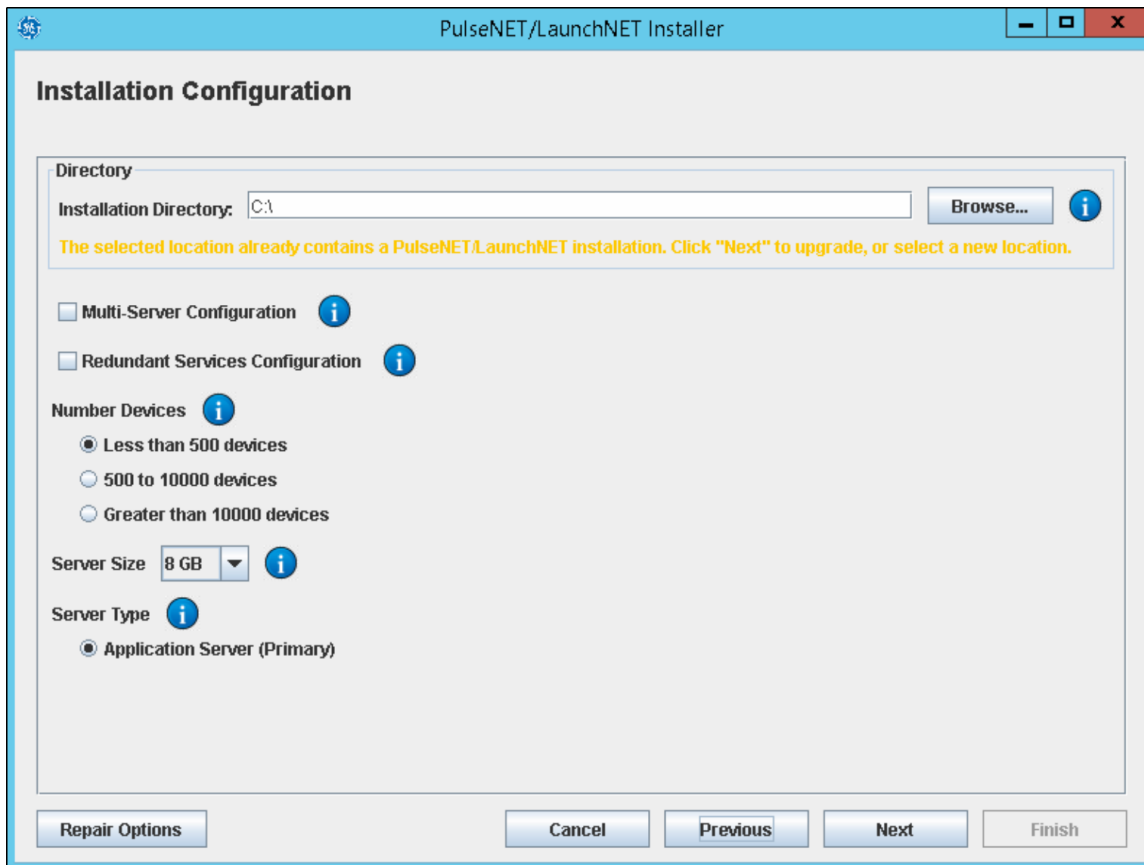 PulseNET/LaunchNET Installer
Installation Configuration
Directory
Installation Directory: C:\ Browse...
The selected location already contains a PulseNET/LaunchNET installation. Click "Next" to upgrade, or select a new location.
Multi-Server Configuration
Redundant Services Configuration
Number Devices
Less than 500 devices
500 to 10000 devices
Greater than 10000 devices
Server Size 8 GB
Server Type
Application Server (Primary)
Repair Options Cancel Previous Next Finish